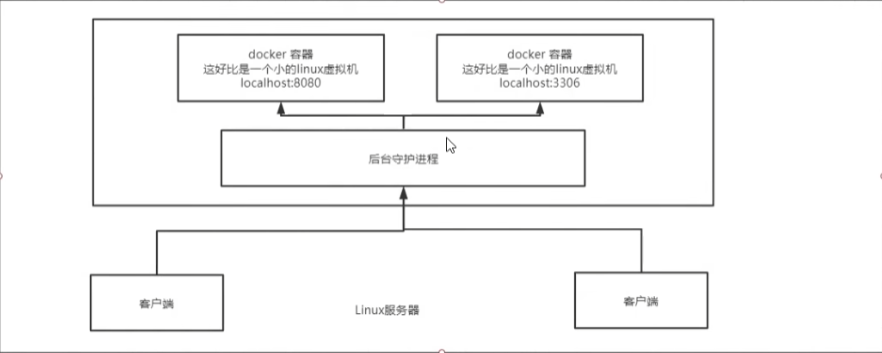 docker 容器
这好比是一个小的linux虚拟机
localhost:8080
docker 容器
这好比是一个小的linux虚拟机
localhost:3306
后台守护进程
客户端
Linux服务器
客户端